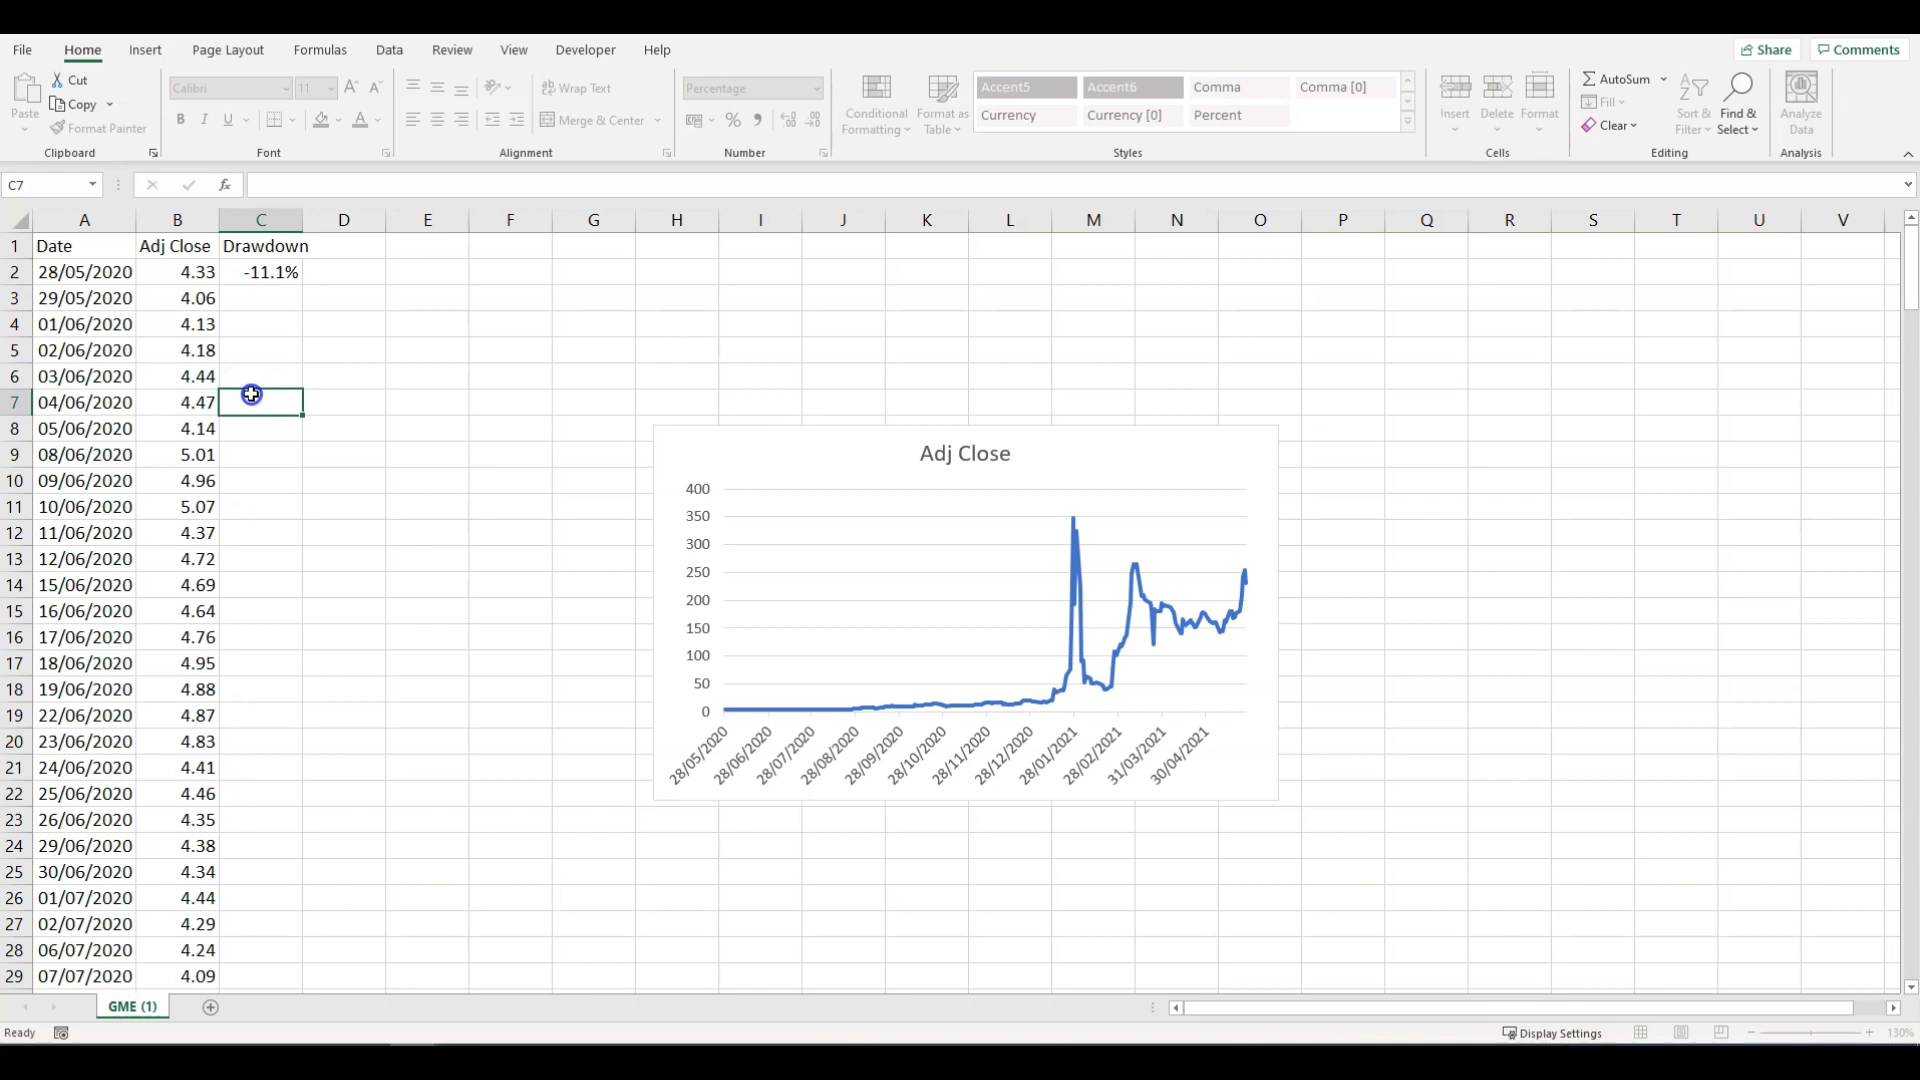 File Home Insert Page Layout Formulas Data Review View Developer Help Share Comments
Cut
Copy
Format Painter
Paste
Clipboard
Calibri 11
B I U
Font
Wrap Text
Merge & Center
Alignment
Percentage
Number
Conditional Formatting
Format as Table
Accent5 Accent6 Comma Comma [0]
Currency Currency [0] Percent
Styles
Insert Delete Format
Cells
AutoSum
Fill
Clear
Sort & Filter
Find & Select
Editing
Analyze Data
Analysis
C7 fx
A B C D E F G H I J K L M N O P Q R S T U V
1 Date Adj Close Drawdown
2 28/05/2020 4.33 -11.1%
3 29/05/2020 4.06
4 01/06/2020 4.13
5 02/06/2020 4.18
6 03/06/2020 4.44
7 04/06/2020 4.47
8 05/06/2020 4.14
9 08/06/2020 5.01
10 09/06/2020 4.96
11 10/06/2020 5.07
12 11/06/2020 4.37
13 12/06/2020 4.72
14 15/06/2020 4.69
15 16/06/2020 4.64
16 17/06/2020 4.76
17 18/06/2020 4.95
18 19/06/2020 4.88
19 22/06/2020 4.87
20 23/06/2020 4.83
21 24/06/2020 4.41
22 25/06/2020 4.46
23 26/06/2020 4.35
24 29/06/2020 4.38
25 30/06/2020 4.34
26 01/07/2020 4.44
27 02/07/2020 4.29
28 06/07/2020 4.24
29 07/07/2020 4.09
Adj Close
400
350
300
250
200
150
100
50
0
28/05/2020 28/06/2020 28/07/2020 28/08/2020 28/09/2020 28/10/2020 28/11/2020 28/12/2020 28/01/2021 28/02/2021 31/03/2021 30/04/2021
GME (1)
Ready Display Settings 130%